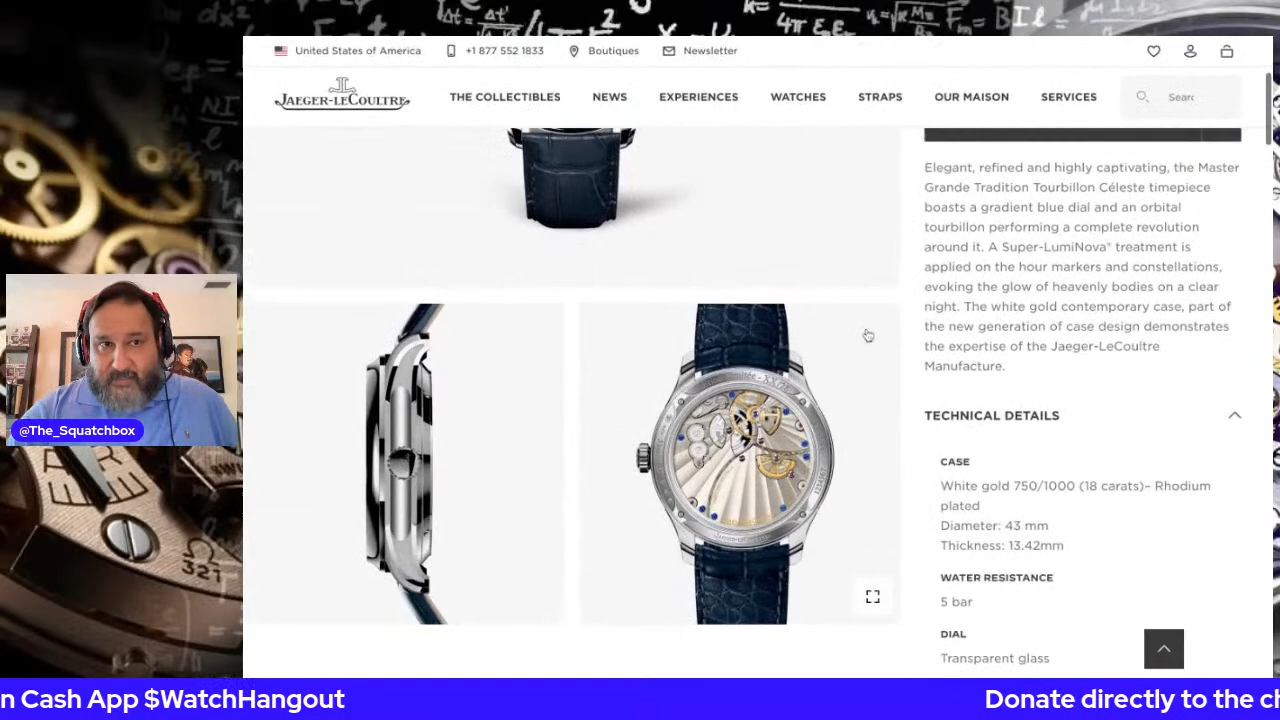 United States of America
+1 877 552 1833
Boutiques
Newsletter
JAEGER-LECOULTRE
THE COLLECTIBLES
NEWS
EXPERIENCES
WATCHES
STRAPS
OUR MAISON
SERVICES
Searc
Elegant, refined and highly captivating, the Master
Grande Tradition Tourbillon Céleste timepiece
boasts a gradient blue dial and an orbital
tourbillon performing a complete revolution
around it. A Super-LumiNova® treatment is
applied on the hour markers and constellations,
evoking the glow of heavenly bodies on a clear
night. The white gold contemporary case, part of
the new generation of case design demonstrates
the expertise of the Jaeger-LeCoultre
Manufacture.
TECHNICAL DETAILS
CASE
White gold 750/1000 (18 carats)– Rhodium
plated
Diameter: 43 mm
Thickness: 13.42mm
WATER RESISTANCE
5 bar
DIAL
Transparent glass
@The_Squatchbox
Ω
321
n Cash App $WatchHangout
Donate directly to the ch